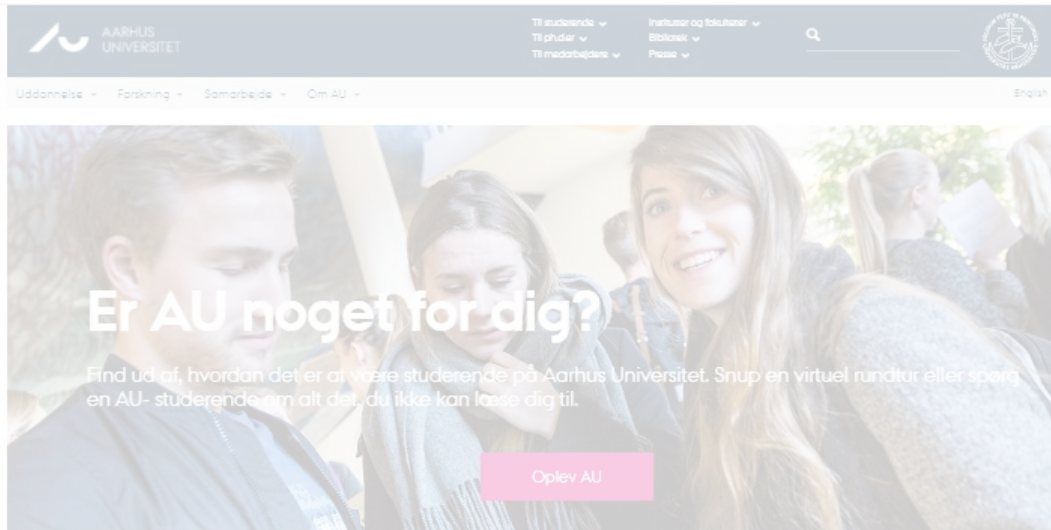 AARHUS
UNIVERSITET
Til studerende
Til ph.d.er
Til medarbejdere
Institutter og fakulteter
Bibliotek
Presse
Uddannelse
Forskning
Samarbejde
Om AU
English
Er AU noget for dig?
Find ud af, hvordan det er at være studerende på Aarhus Universitet. Snup en virtuel rundtur eller spørg
en AU- studerende om alt det, du ikke kan læse dig til.
Oplev AU